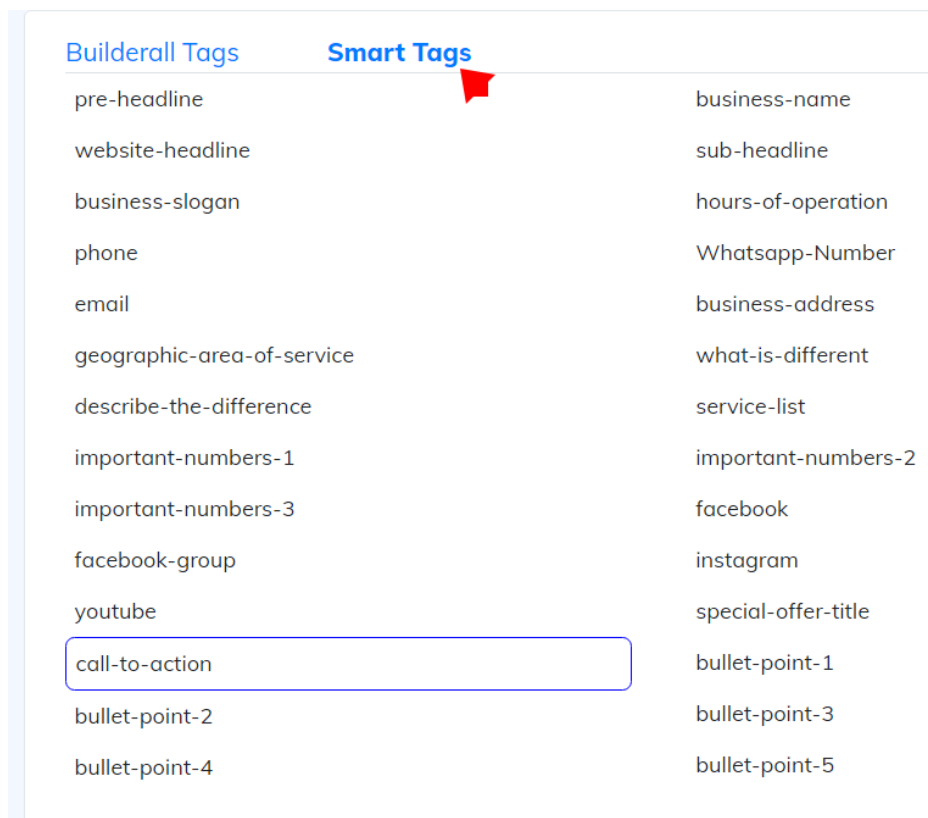 Builderall Tags Smart Tags
pre-headline business-name
website-headline sub-headline
business-slogan hours-of-operation
phone Whatsapp-Number
email business-address
geographic-area-of-service what-is-different
describe-the-difference service-list
important-numbers-1 important-numbers-2
important-numbers-3 facebook
facebook-group instagram
youtube special-offer-title
call-to-action bullet-point-1
bullet-point-2 bullet-point-3
bullet-point-4 bullet-point-5